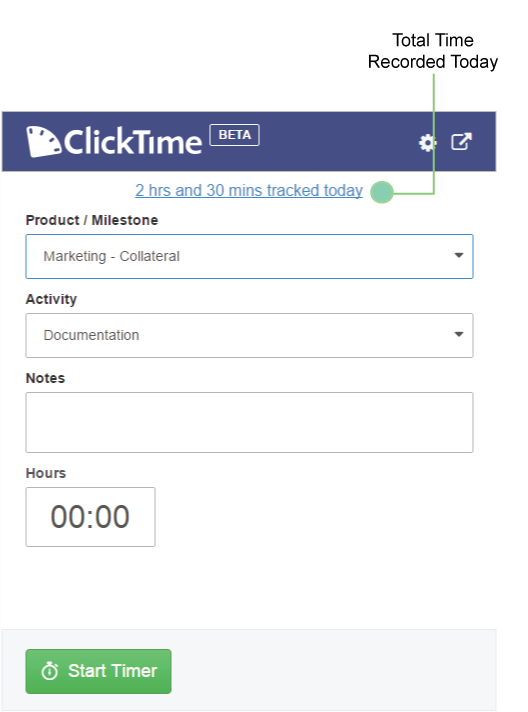 Total Time
Recorded Today
ClickTime BETA
2 hrs and 30 mins tracked today
Product / Milestone
Marketing - Collateral
Activity
Documentation
Notes
Hours
00:00
Start Timer